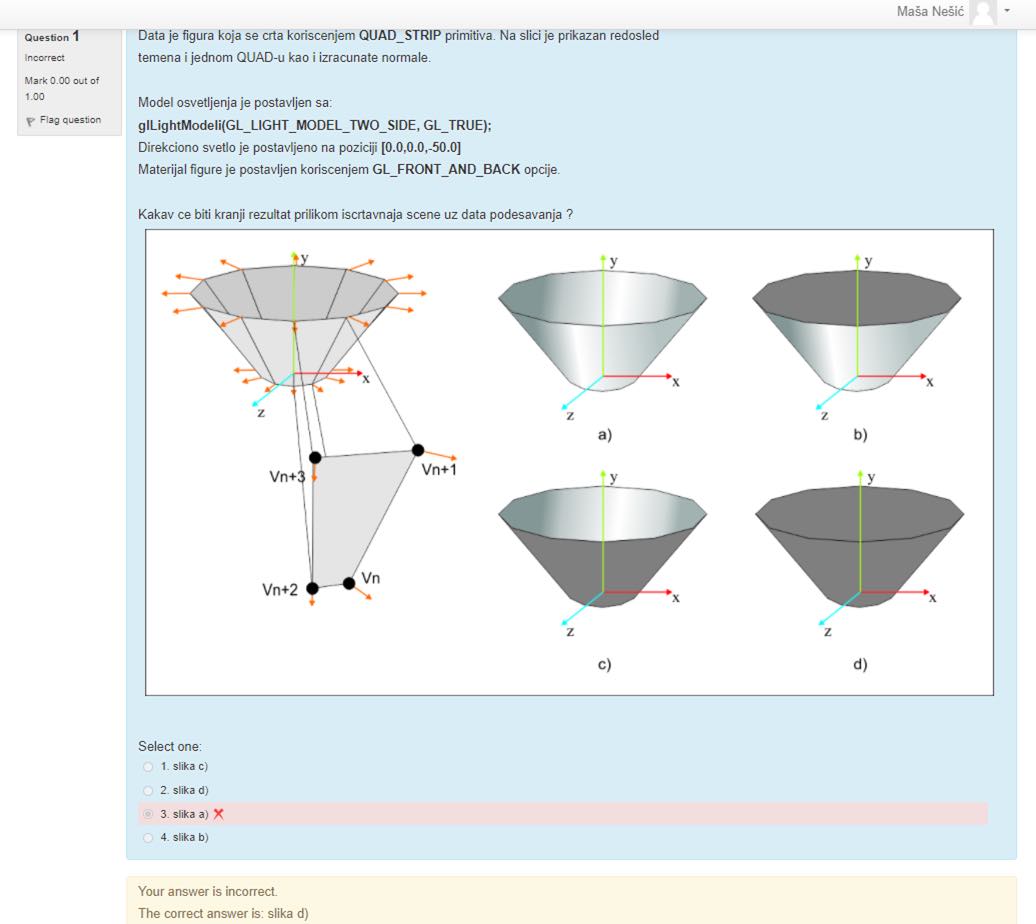 Maša Nešić
Question 1
Incorrect
Mark 0.00 out of
1.00
Flag question
Data je figura koja se crta koriscenjem QUAD_STRIP primitiva. Na slici je prikazan redosled
temena i jednom QUAD-u kao i izracunate normale.
Model osvetljenja je postavljen sa:
glLightModeli(GL_LIGHT_MODEL_TWO_SIDE, GL_TRUE);
Direkciono svetlo je postavljeno na poziciji [0.0,0.0,-50.0]
Materijal figure je postavljen koriscenjem GL_FRONT_AND_BACK opcije.
Kakav ce biti kranji rezultat prilikom iscrtavnaja scene uz data podesavanja ?
y
x
z
Vn+3
Vn+1
Vn+2
Vn
y
x
z
a)
y
x
z
b)
y
x
z
c)
y
x
z
d)
Select one:
1. slika c)
2. slika d)
3. slika a)
4. slika b)
Your answer is incorrect.
The correct answer is: slika d)